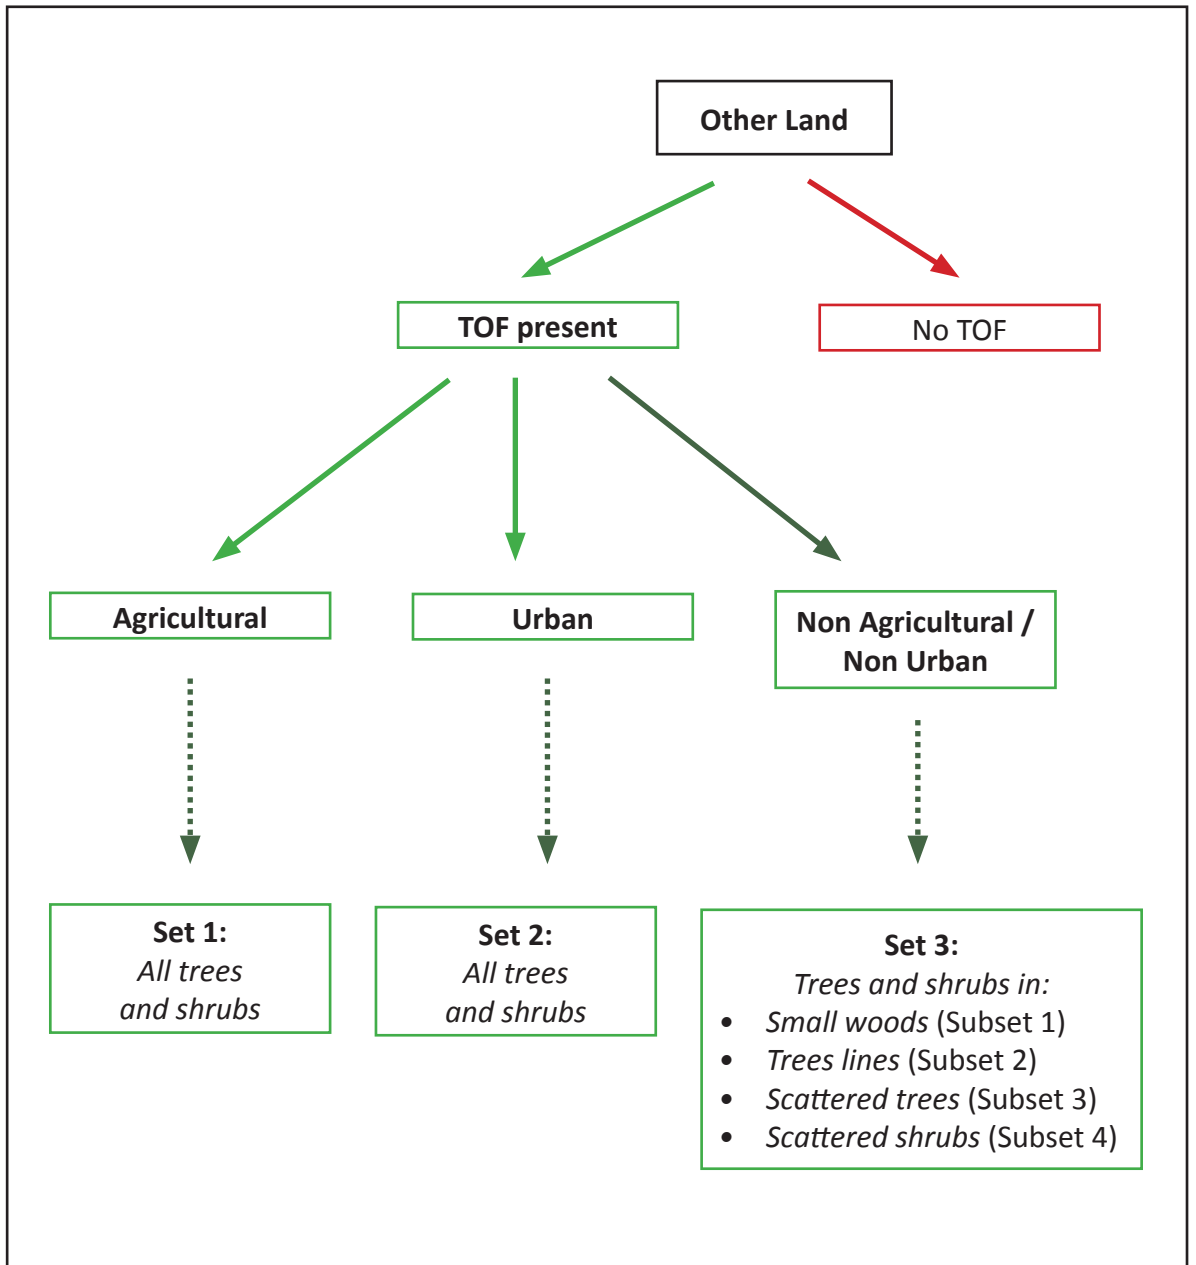 Other Land
TOF present
No TOF
Agricultural
Urban
Non Agricultural /
Non Urban
Set 1:
All trees
and shrubs
Set 2:
All trees
and shrubs
Set 3:
Trees and shrubs in:
• Small woods (Subset 1)
• Trees lines (Subset 2)
• Scattered trees (Subset 3)
• Scattered shrubs (Subset 4)